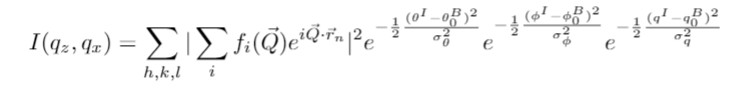 $I(q_z, q_x) = \sum_{h,k,l} | \sum_i f_i(\vec{Q}) e^{i\vec{Q}\cdot\vec{r}_n} |^2 e^{-\frac{1}{2}\frac{(\theta^I - \theta_0^B)^2}{\sigma_\theta^2}} e^{-\frac{1}{2}\frac{(\phi^I - \phi_0^B)^2}{\sigma_\phi^2}} e^{-\frac{1}{2}\frac{(q^I - q_0^B)^2}{\sigma_q^2}}$